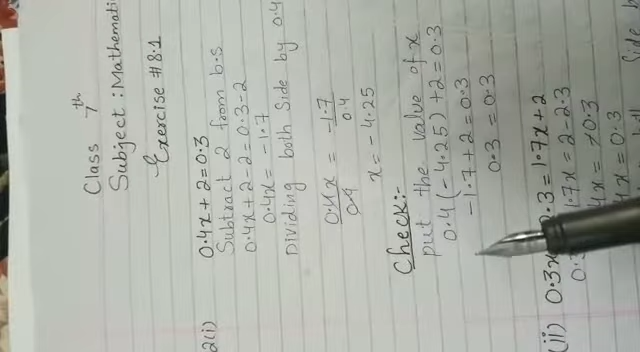 Class 7th
Subject : Mathemati
Exercise #8.1
2(i) 0.4x + 2 = 0.3
Subtract 2 from b.s
0.4x + 2 - 2 = 0.3 - 2
0.4x = -1.7
Dividing both side by 0.4
0.4x/0.4 = -1.7/0.4
x = -4.25
Check:-
put the value of x
0.4(-4.25) + 2 = 0.3
-1.7 + 2 = 0.3
0.3 = 0.3
(ii) 0.3x 0.3 = 1.7x + 2
1.7x = 2 - 2.3
4x = 0.3
x = 0.3
Side b